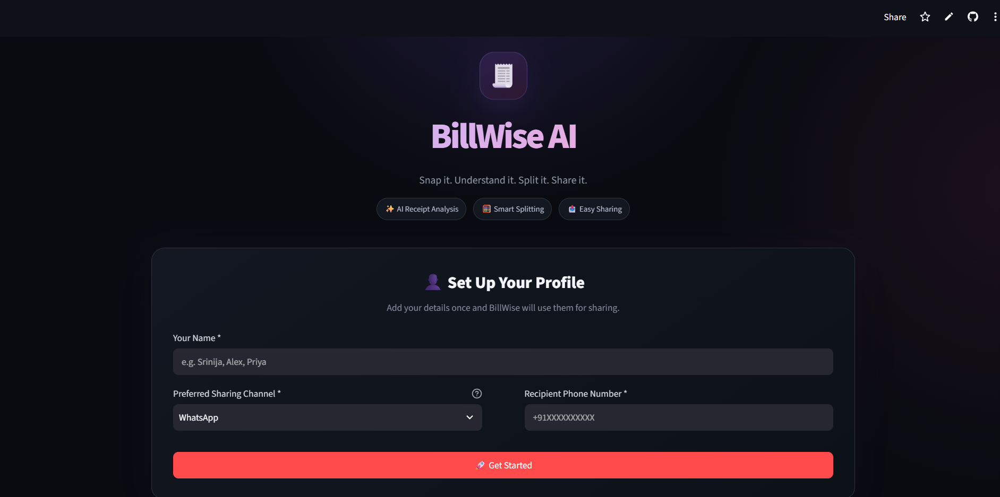 Share
BillWise AI
Snap it. Understand it. Split it. Share it.
✨ AI Receipt Analysis
🧮 Smart Splitting
📤 Easy Sharing
👤 Set Up Your Profile
Add your details once and BillWise will use them for sharing.
Your Name *
e.g. Srinija, Alex, Priya
Preferred Sharing Channel *
WhatsApp
Recipient Phone Number *
+91XXXXXXXXXX
🚀 Get Started